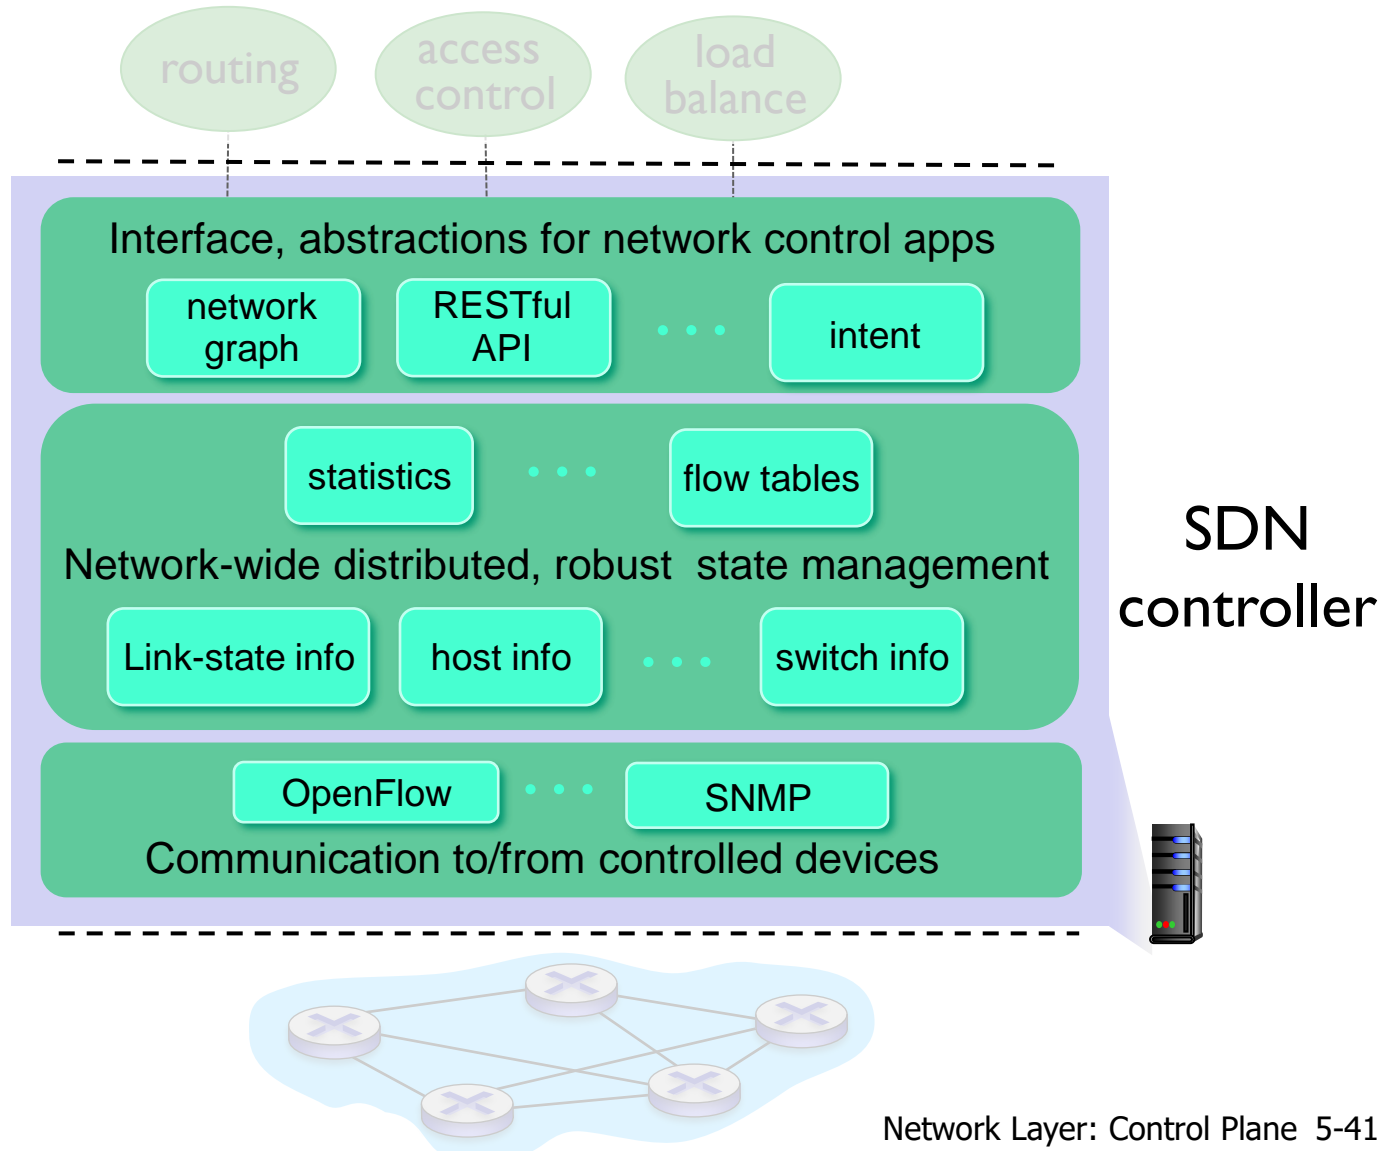 routing
access
control
load
balance
Interface, abstractions for network control apps
network
graph
RESTful
API
intent
statistics
flow tables
Network-wide distributed, robust  state management
Link-state info
host info
switch info
SDN
controller
OpenFlow
SNMP
Communication to/from controlled devices
Network Layer: Control Plane  5-41